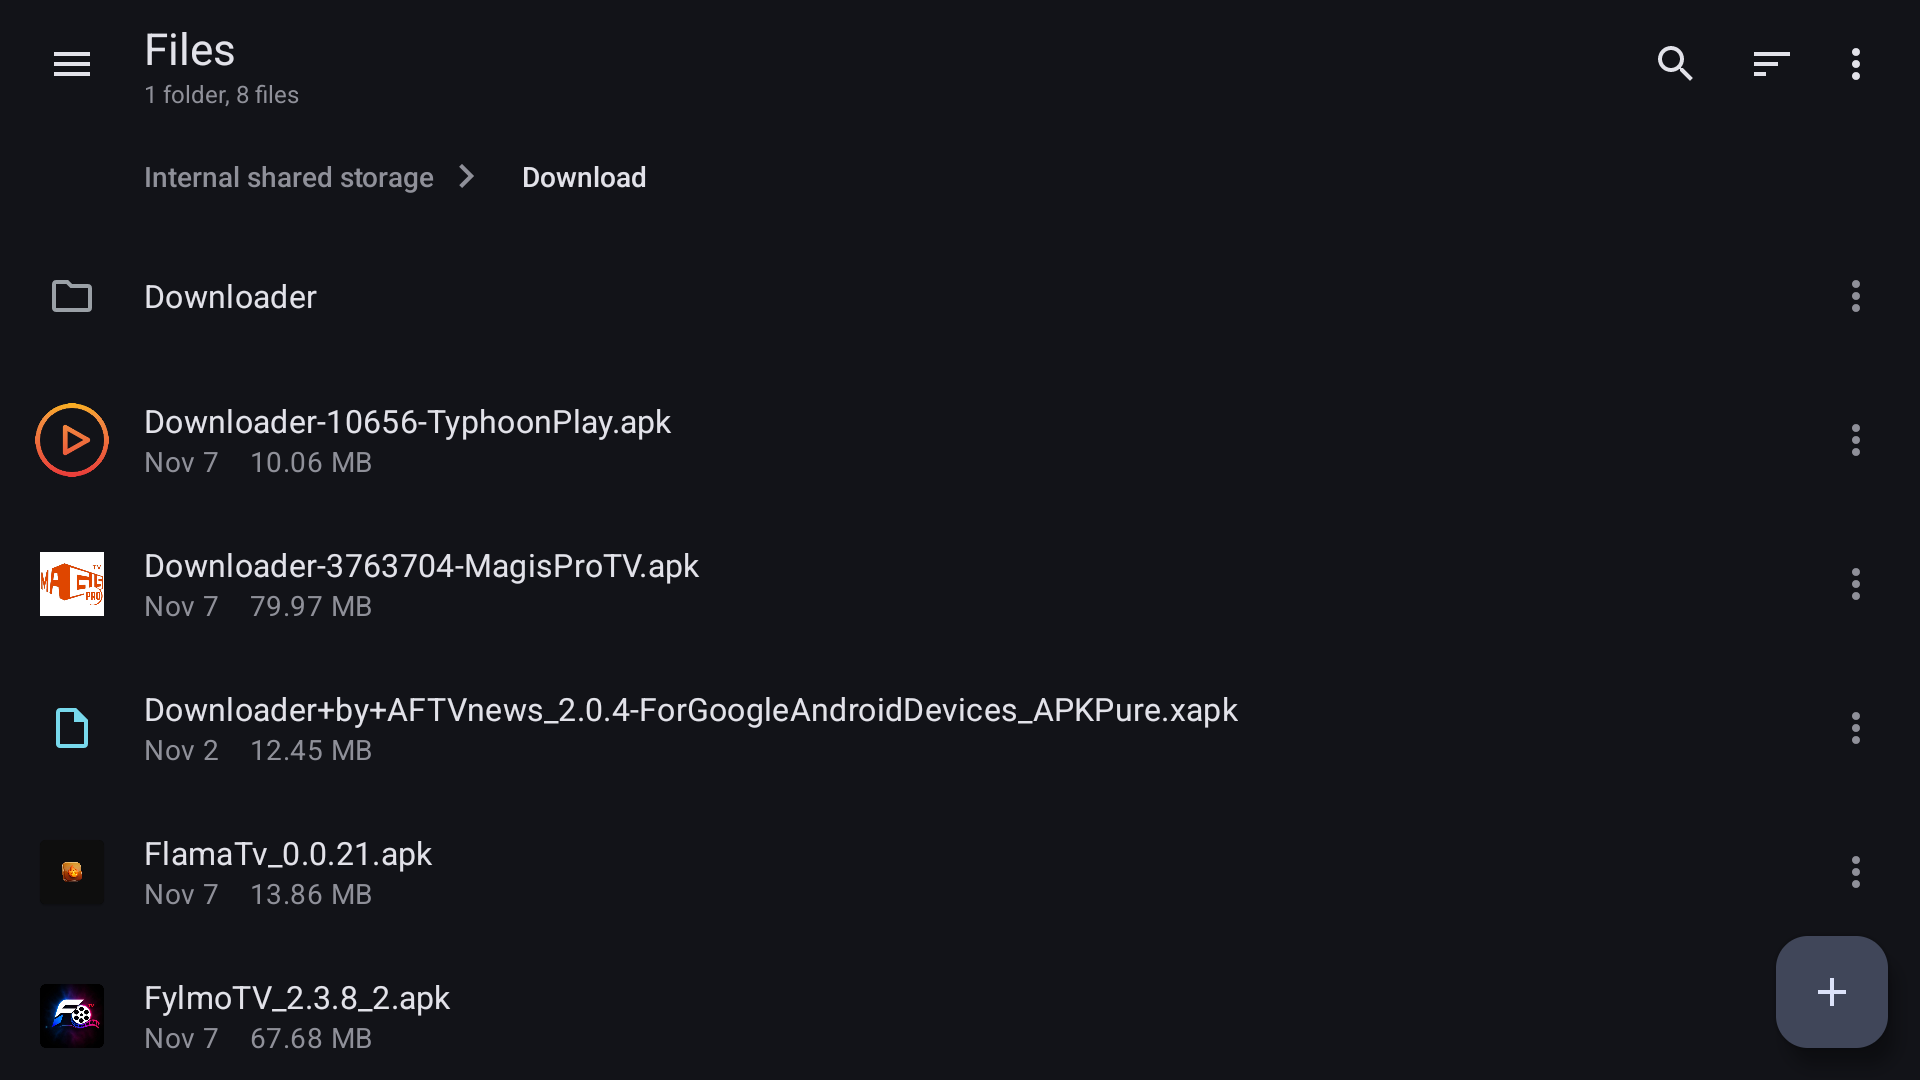 Files
1 folder, 8 files
Internal shared storage
Download
Downloader
Downloader-10656-TyphoonPlay.apk
Nov 7 10.06 MB
MAGIS TV PRO
Downloader-3763704-MagisProTV.apk
Nov 7 79.97 MB
Downloader+by+AFTVnews_2.0.4-ForGoogleAndroidDevices_APKPure.xapk
Nov 2 12.45 MB
FlamaTv_0.0.21.apk
Nov 7 13.86 MB
FylmoTV_2.3.8_2.apk
Nov 7 67.68 MB